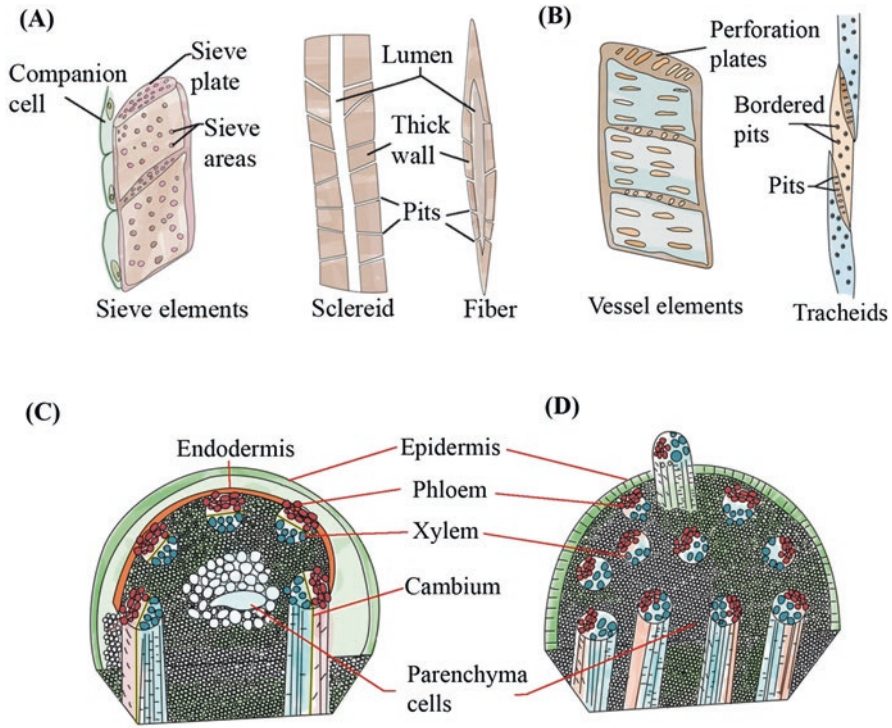 (A)
Sieve
plate
Companion
cell
Sieve
areas
Sieve elements
Lumen
Thick
wall
Pits
Sclereid
Fiber
(B)
Perforation
plates
Bordered
pits
Pits
Vessel elements
Tracheids
(C)
Endodermis
Epidermis
Phloem
Xylem
Cambium
Parenchyma
cells
(D)